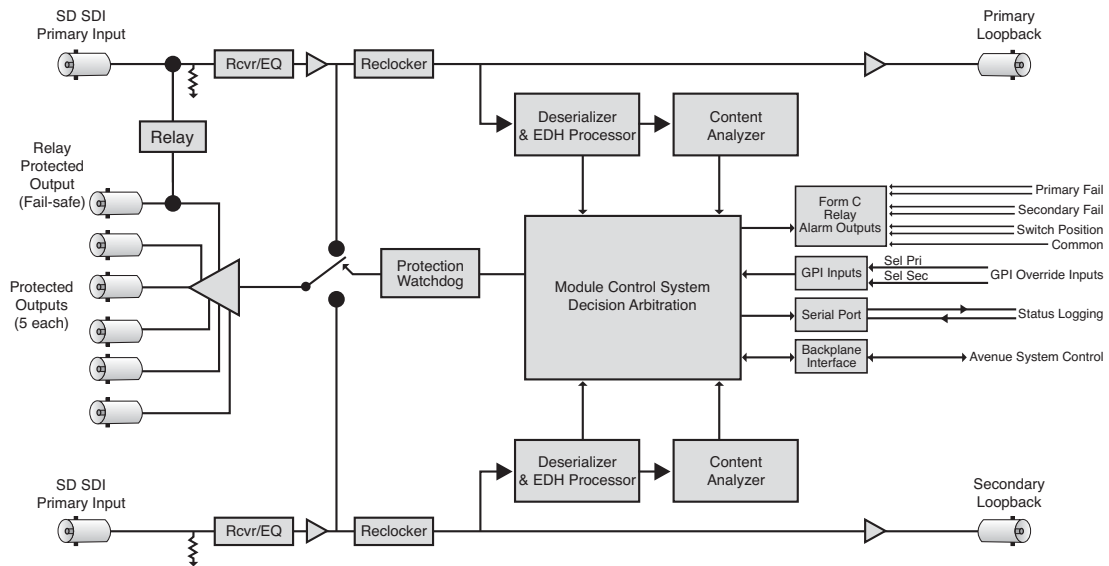 SD SDI
Primary Input
Primary
Loopback
Rcvr/EQ
Reclocker
Deserializer
& EDH Processor
Content
Analyzer
Relay
Relay
Protected
Output
(Fail-safe)
Form C
Relay
Alarm Outputs
Primary Fail
Secondary Fail
Switch Position
Common
Protection
Watchdog
Module Control System
Decision Arbitration
GPI Inputs
Sel Pri
Sel Sec
GPI Override Inputs
Protected
Outputs
(5 each)
Serial Port
Status Logging
Backplane
Interface
Avenue System Control
Deserializer
& EDH Processor
Content
Analyzer
SD SDI
Primary Input
Secondary
Loopback
Rcvr/EQ
Reclocker